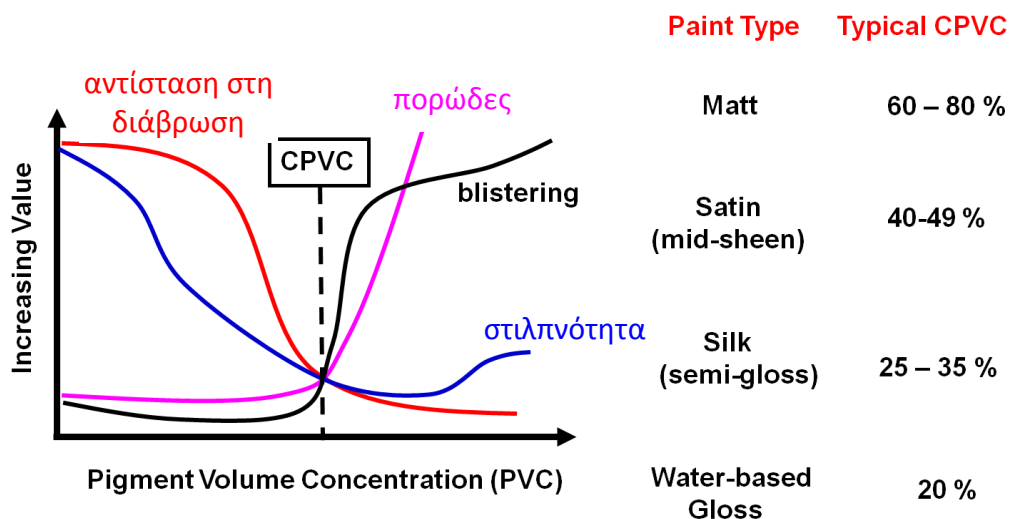 Paint Type
Typical CPVC
αντίσταση στη
διάβρωση
πορώδες
CPVC
blistering
στιλπνότητα
Increasing Value
Pigment Volume Concentration (PVC)
Matt
60 – 80 %
Satin
(mid-sheen)
40-49 %
Silk
(semi-gloss)
25 – 35 %
Water-based
Gloss
20 %